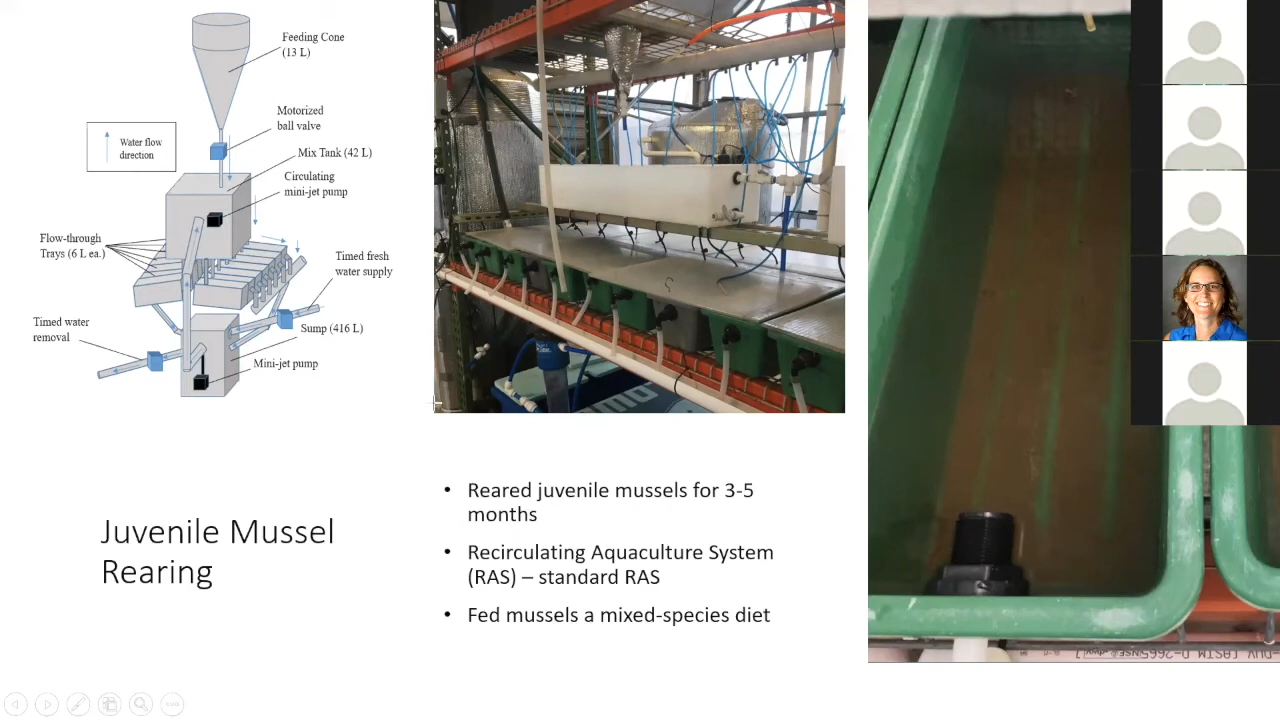 Feeding Cone
(13 L)
Motorized
ball valve
Water flow
direction
Mix Tank (42 L)
Circulating
mini-jet pump
Flow-through
Trays (6 L ea.)
Timed fresh
water supply
Timed water
removal
Sump (416 L)
Mini-jet pump
Juvenile Mussel
Rearing
• Reared juvenile mussels for 3-5
months
• Recirculating Aquaculture System
(RAS) – standard RAS
• Fed mussels a mixed-species diet